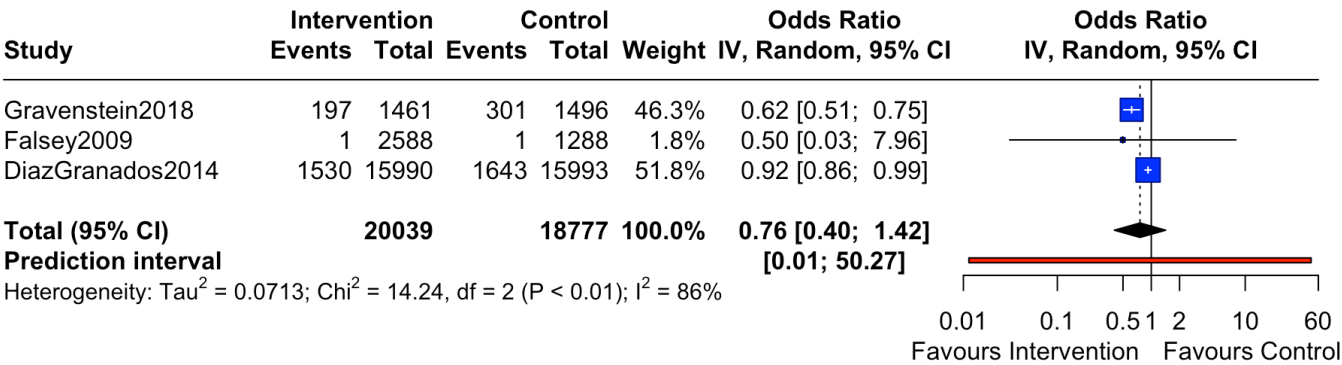 Intervention Control Odds Ratio Odds Ratio
Study Events Total Events Total Weight IV, Random, 95% CI IV, Random, 95% CI
Gravenstein2018 197 1461 301 1496 46.3% 0.62 [0.51; 0.75]
Falsey2009 1 2588 1 1288 1.8% 0.50 [0.03; 7.96]
DiazGranados2014 1530 15990 1643 15993 51.8% 0.92 [0.86; 0.99]
Total (95% CI) 20039 18777 100.0% 0.76 [0.40; 1.42]
Prediction interval [0.01; 50.27]
Heterogeneity: Tau² = 0.0713; Chi² = 14.24, df = 2 (P < 0.01); I² = 86%
0.01 0.1 0.5 1 2 10 60
Favours Intervention Favours Control